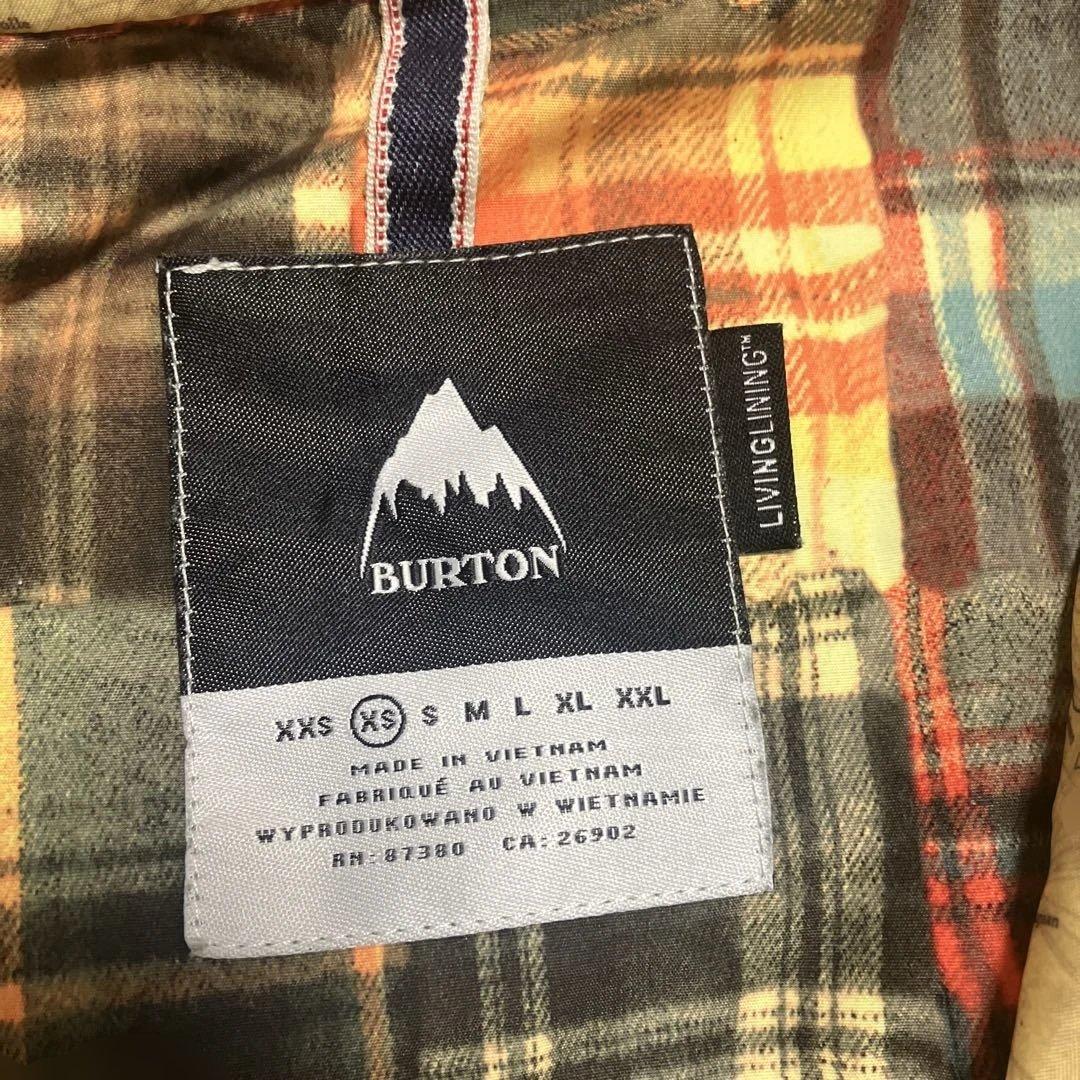 BURTON
LIVINGLINING™
XXS XS S M L XL XXL
MADE IN VIETNAM
FABRIQUÉ AU VIETNAM
WYPRODUKOWANO W WIETNAMIE
RN: 87380 CA: 26902